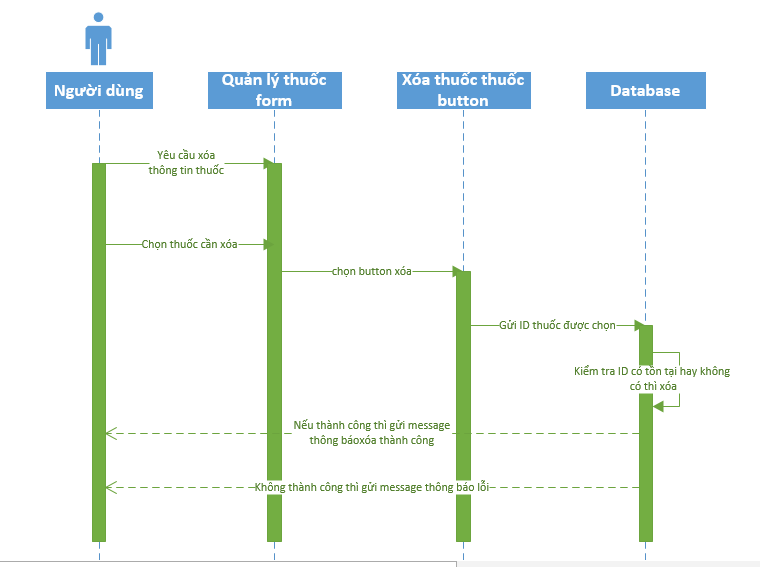 Người dùng
Quản lý thuốc
form
Xóa thuốc thuốc
button
Database
Yêu cầu xóa
thông tin thuốc
Chọn thuốc cần xóa
chọn button xóa
Gửi ID thuốc được chọn
Kiểm tra ID có tồn tại hay không
có thì xóa
Nếu thành công thì gửi message
thông báoxóa thành công
Không thành công thì gửi message thông báo lỗi